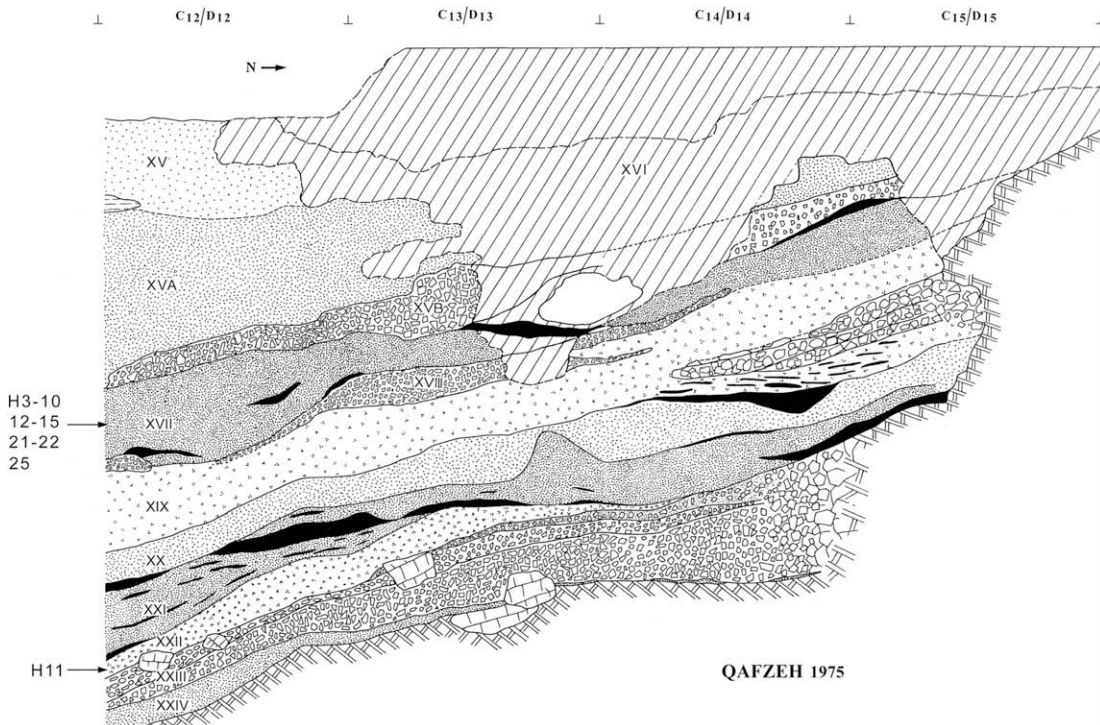 C12/D12 C13/D13 C14/D14 C15/D15
N
XV
XVI
XVA
XVB
XVIII
H3-10
12-15
21-22
25
XVII
XIX
XX
XXI
XXII
H11
XXIII
XXIV
QAFZEH 1975